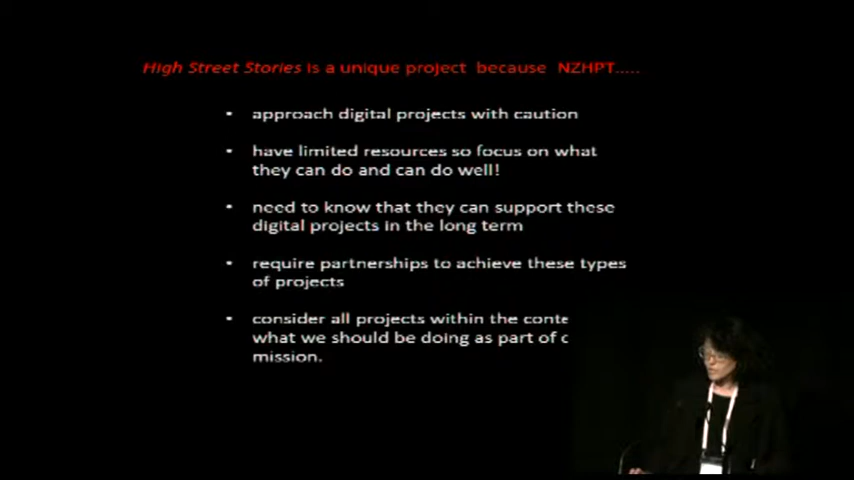 High Street Stories is a unique project because NZHPT.....
• approach digital projects with caution
• have limited resources so focus on what
they can do and can do well!
• need to know that they can support these
digital projects in the long term
• require partnerships to achieve these types
of projects
• consider all projects within the conte
what we should be doing as part of
mission.